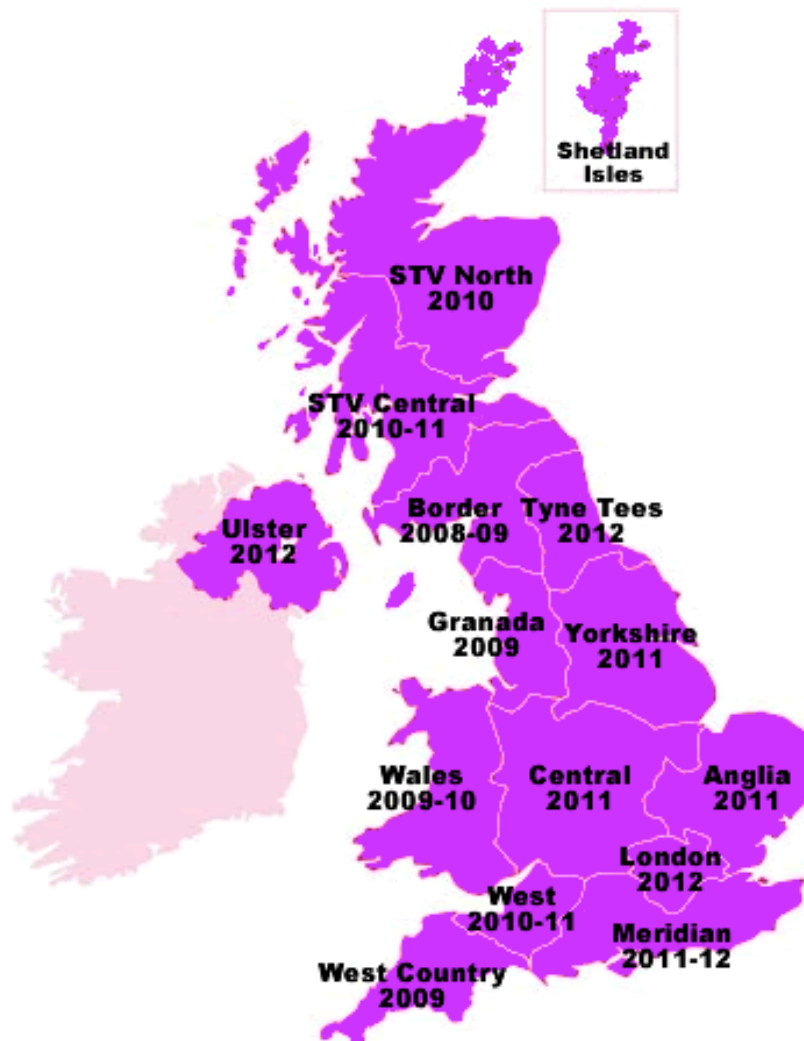 Shetland
Isles
STV North
2010
STV Central
2010-11
Border
2008-09
Tyne Tees
2012
Ulster
2012
Granada
2009
Yorkshire
2011
Wales
2009-10
Central
2011
Anglia
2011
London
2012
West
2010-11
Meridian
2011-12
West Country
2009